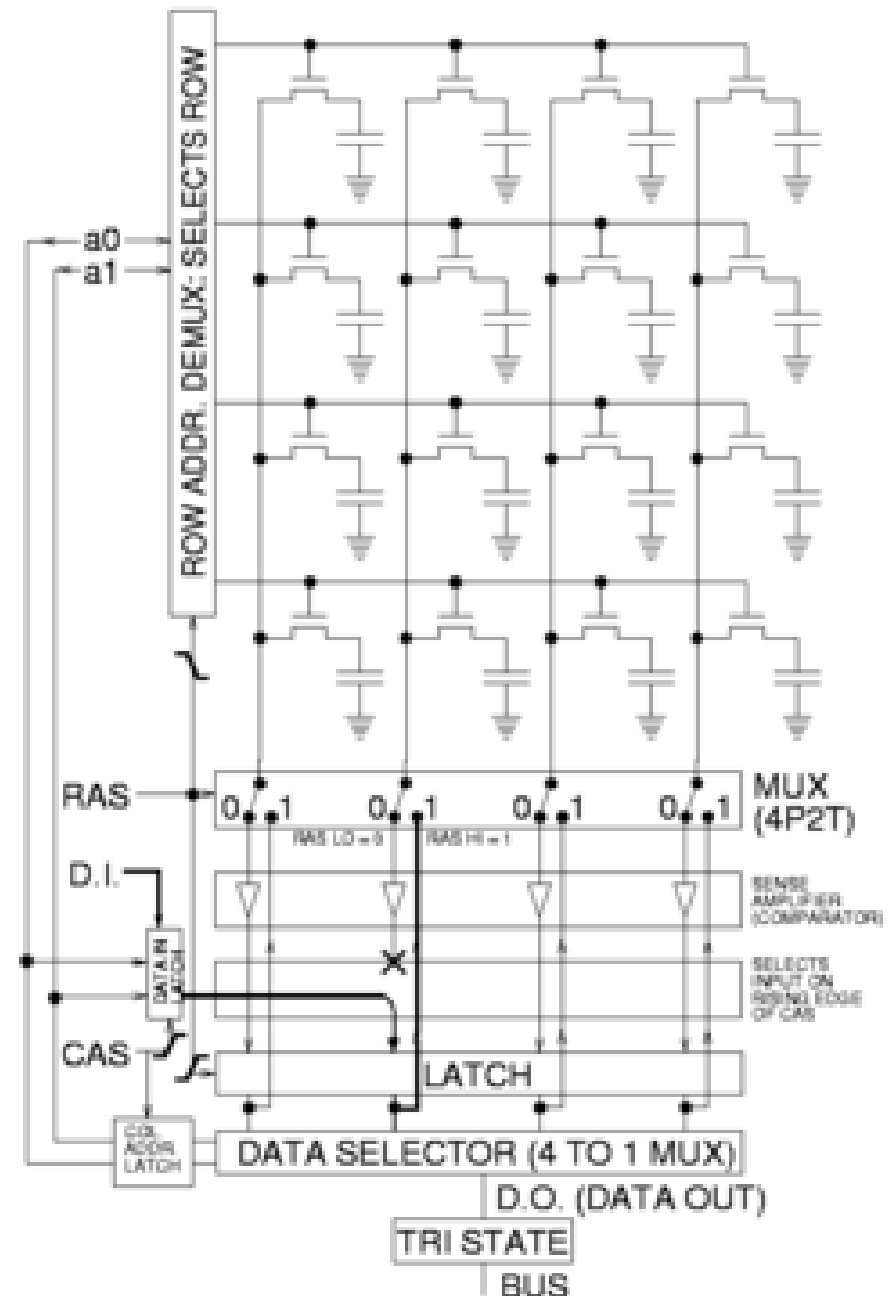 ROW ADDR. DEMUX: SELECTS ROW
a0
a1
RAS
0 1 0 1 0 1 0 1
MUX
(4P2T)
RAS LO = 0
RAS HI = 1
D.I.
SENSE
AMPLIFIER
(COMPARATOR)
DATA IN
LATCH
SELECTS
INPUT ON
RISING EDGE
OF CAS
CAS
LATCH
COL.
ADDR.
LATCH
DATA SELECTOR (4 TO 1 MUX)
D.O. (DATA OUT)
TRI STATE
BUS